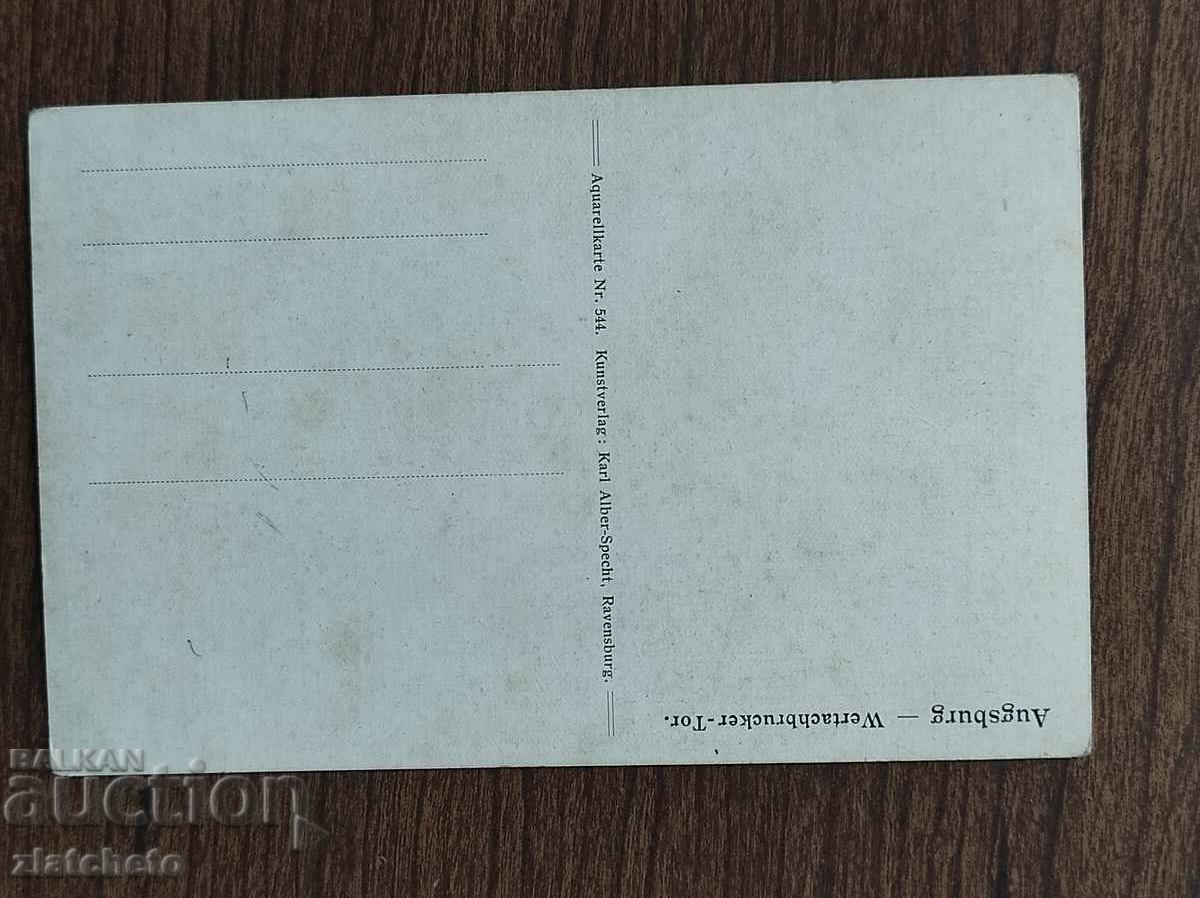 Augsburg — Wertachbrucker-Tor.
Aquarellkarte Nr. 544. Kunstverlag: Karl Alber-Specht, Ravensburg.
BALKAN
auction
zlatcheto